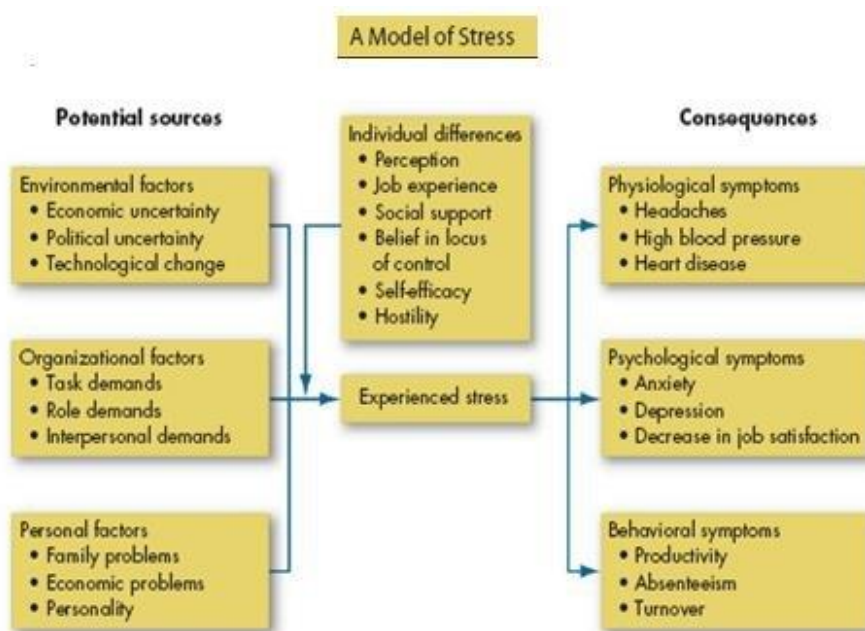 A Model of Stress
Potential sources
Environmental factors
• Economic uncertainty
• Political uncertainty
• Technological change
Organizational factors
• Task demands
• Role demands
• Interpersonal demands
Personal factors
• Family problems
• Economic problems
• Personality
Individual differences
• Perception
• Job experience
• Social support
• Belief in locus
of control
• Self-efficacy
• Hostility
Experienced stress
Consequences
Physiological symptoms
• Headaches
• High blood pressure
• Heart disease
Psychological symptoms
• Anxiety
• Depression
• Decrease in job satisfaction
Behavioral symptoms
• Productivity
• Absenteeism
• Turnover